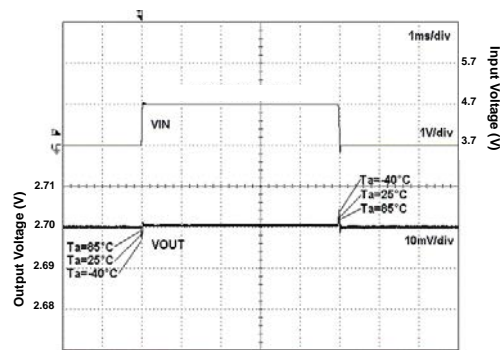 1ms/div
5.7
4.7
VIN
1V/div
3.7
Input Voltage (V)
Ta=-40°C
Ta=25°C
Ta=85°C
2.71
2.70
Ta=85°C
VOUT
10mV/div
Ta=25°C
2.69
Ta=-40°C
2.68
Output Voltage (V)